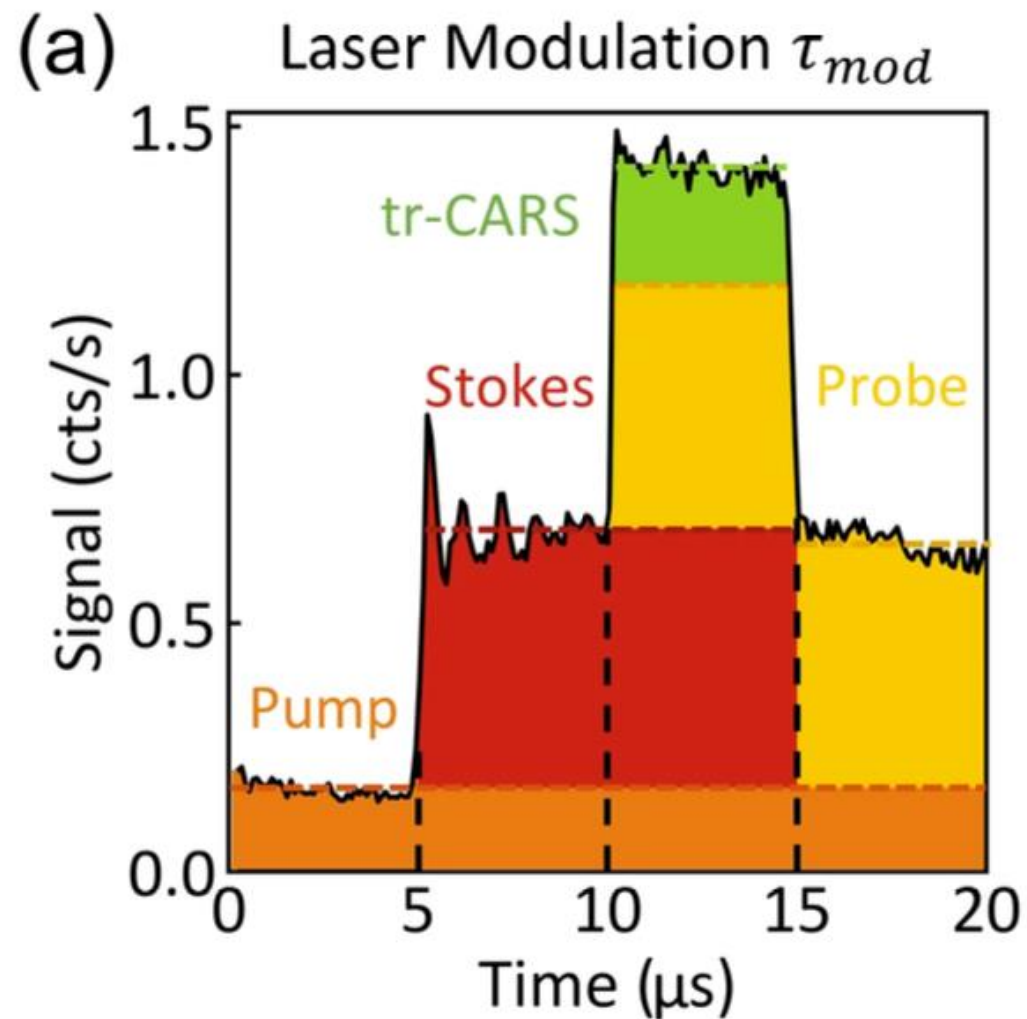 (a) Laser Modulation τ_mod
1.5
tr-CARS
1.0
Stokes
Probe
Signal (cts/s)
0.5
Pump
0.0
0 5 10 15 20
Time (μs)